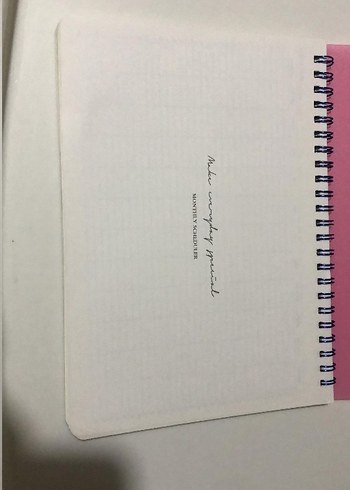 Make everyday special
MONTHLY SCHEDULER